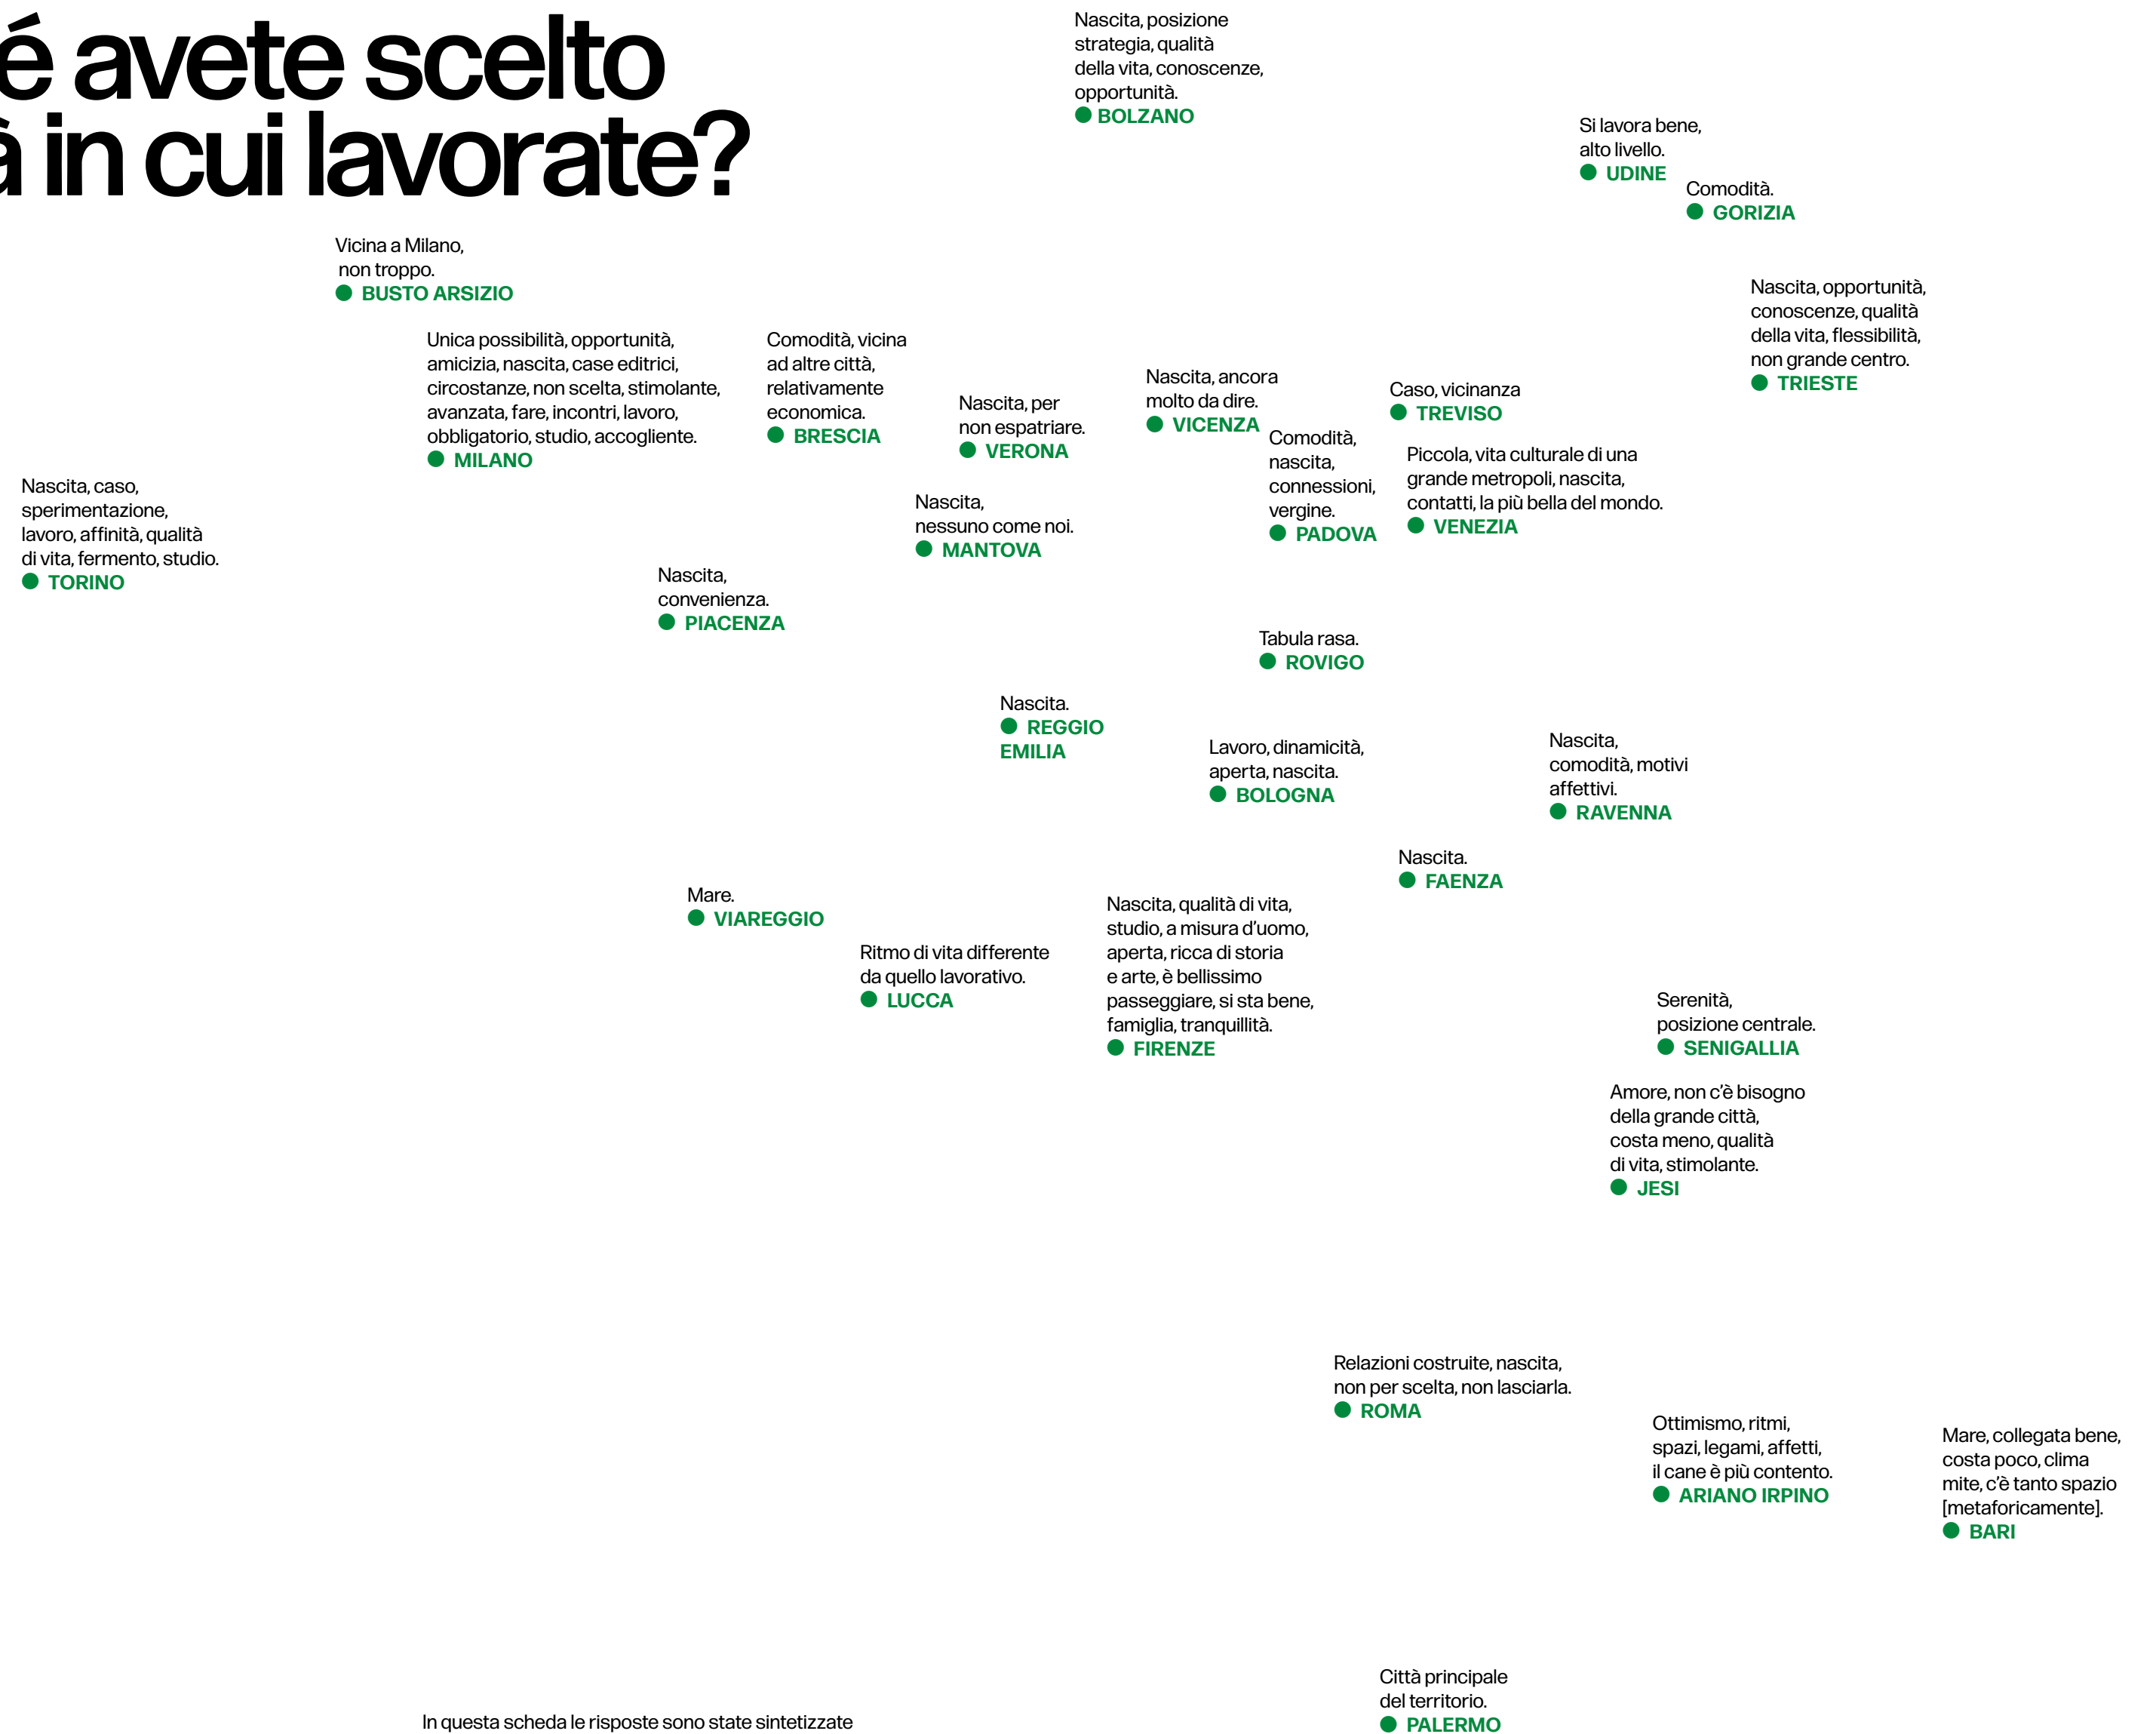 é avete scelto
à in cui lavorate?
Nascita, posizione
strategia, qualità
della vita, conoscenze,
opportunità.
BOLZANO
Si lavora bene,
alto livello.
UDINE
Comodità.
GORIZIA
Vicina a Milano,
non troppo.
BUSTO ARSIZIO
Nascita, opportunità,
conoscenze, qualità
della vita, flessibilità,
non grande centro.
TRIESTE
Unica possibilità, opportunità,
amicizia, nascita, case editrici,
circostanze, non scelta, stimolante,
avanzata, fare, incontri, lavoro,
obbligatorio, studio, accogliente.
MILANO
Comodità, vicina
ad altre città,
relativamente
economica.
BRESCIA
Nascita, per
non espatriare.
VERONA
Nascita, ancora
molto da dire.
VICENZA
Caso, vicinanza
TREVISO
Comodità,
nascita,
connessioni,
vergine.
PADOVA
Piccola, vita culturale di una
grande metropoli, nascita,
contatti, la più bella del mondo.
VENEZIA
Nascita, caso,
sperimentazione,
lavoro, affinità, qualità
di vita, fermento, studio.
TORINO
Nascita,
nessuno come noi.
MANTOVA
Nascita,
convenienza.
PIACENZA
Tabula rasa.
ROVIGO
Nascita.
REGGIO
EMILIA
Lavoro, dinamicità,
aperta, nascita.
BOLOGNA
Nascita,
comodità, motivi
affettivi.
RAVENNA
Nascita.
FAENZA
Mare.
VIAREGGIO
Ritmo di vita differente
da quello lavorativo.
LUCCA
Nascita, qualità di vita,
studio, a misura d’uomo,
aperta, ricca di storia
e arte, è bellissimo
passeggiare, si sta bene,
famiglia, tranquillità.
FIRENZE
Serenità,
posizione centrale.
SENIGALLIA
Amore, non c’è bisogno
della grande città,
costa meno, qualità
di vita, stimolante.
JESI
Relazioni costruite, nascita,
non per scelta, non lasciarla.
ROMA
Ottimismo, ritmi,
spazi, legami, affetti,
il cane è più contento.
ARIANO IRPINO
Mare, collegata bene,
costa poco, clima
mite, c’è tanto spazio
[metaforicamente].
BARI
Città principale
del territorio.
PALERMO
In questa scheda le risposte sono state sintetizzate